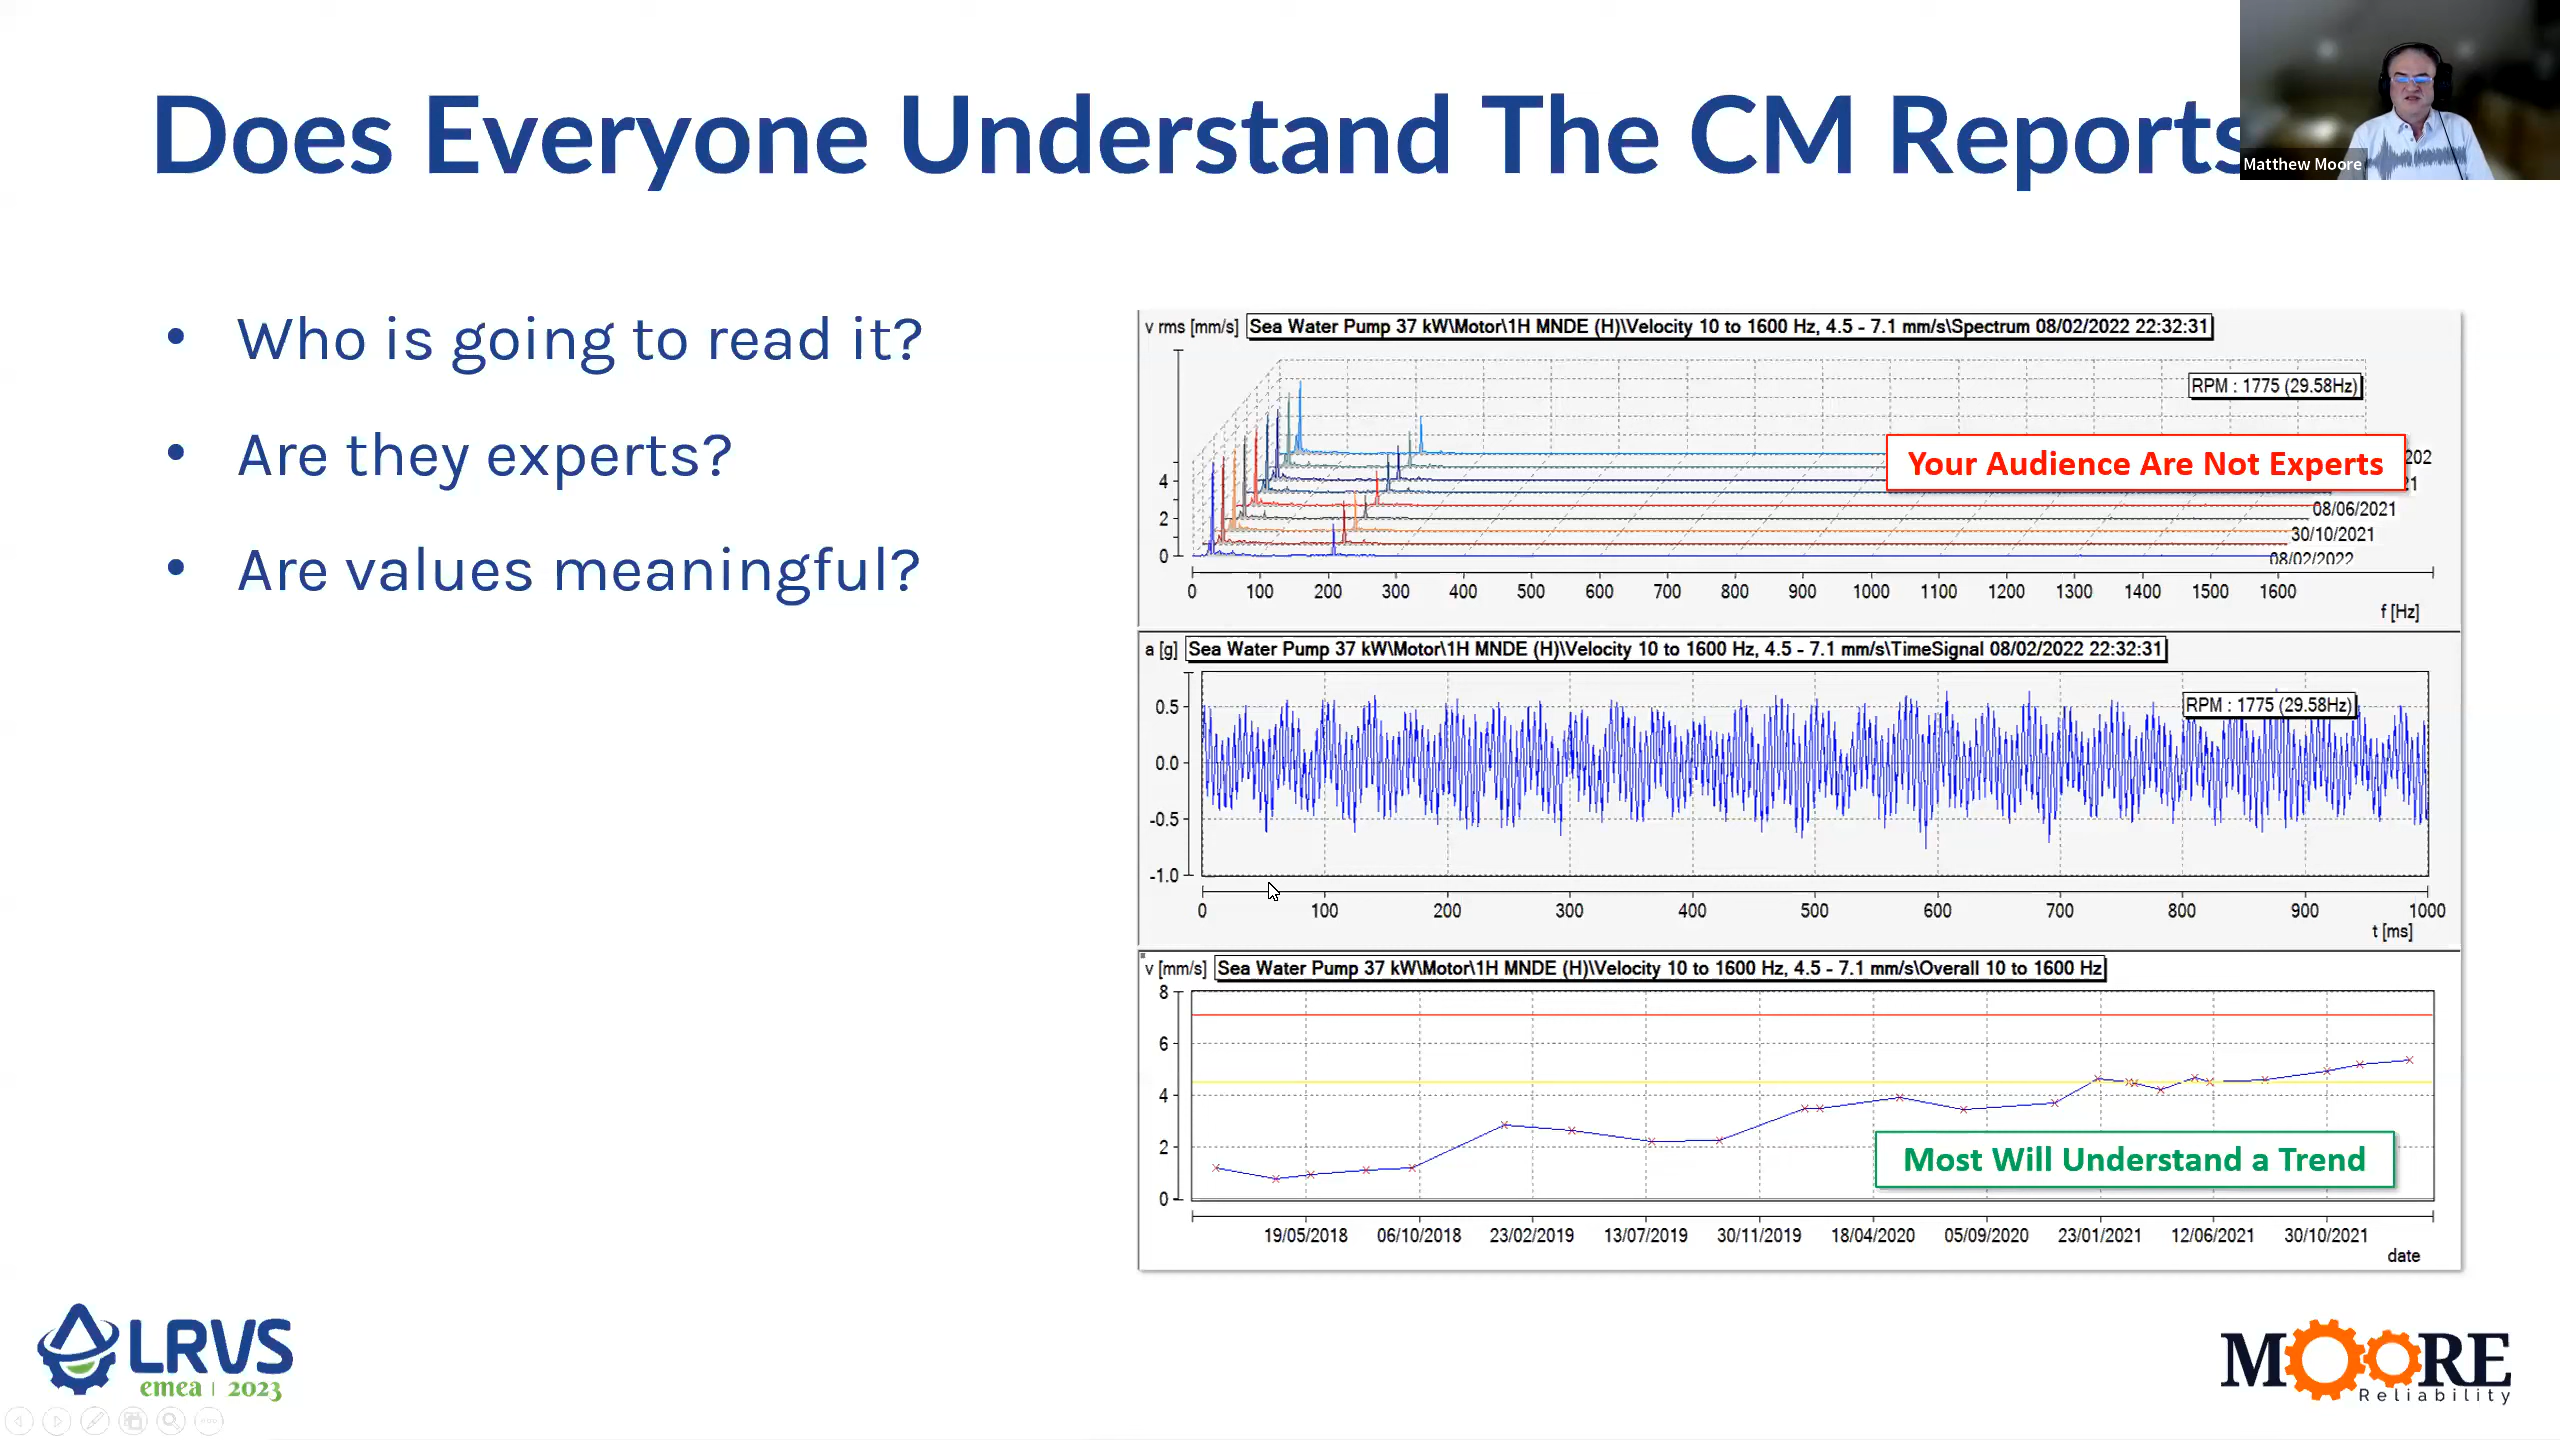 Does Everyone Understand The CM Reports
Matthew Moore
• Who is going to read it?
• Are they experts?
• Are values meaningful?
v rms [mm/s] Sea Water Pump 37 kW\Motor\1H MNDE (H)\Velocity 10 to 1600 Hz, 4.5 - 7.1 mm/s\Spectrum 08/02/2022 22:32:31
RPM : 1775 (29.58Hz)
Your Audience Are Not Experts
202
4
21
2
08/06/2021
30/10/2021
0
08/02/2022
0 100 200 300 400 500 600 700 800 900 1000 1100 1200 1300 1400 1500 1600
f [Hz]
a [g] Sea Water Pump 37 kW\Motor\1H MNDE (H)\Velocity 10 to 1600 Hz, 4.5 - 7.1 mm/s\TimeSignal 08/02/2022 22:32:31
RPM : 1775 (29.58Hz)
0.5
0.0
-0.5
-1.0
0 100 200 300 400 500 600 700 800 900 1000
t [ms]
v [mm/s] Sea Water Pump 37 kW\Motor\1H MNDE (H)\Velocity 10 to 1600 Hz, 4.5 - 7.1 mm/s\Overall 10 to 1600 Hz
8
6
4
2
Most Will Understand a Trend
0
19/05/2018 06/10/2018 23/02/2019 13/07/2019 30/11/2019 18/04/2020 05/09/2020 23/01/2021 12/06/2021 30/10/2021
date
LRVS
emea | 2023
MOORE
Reliability